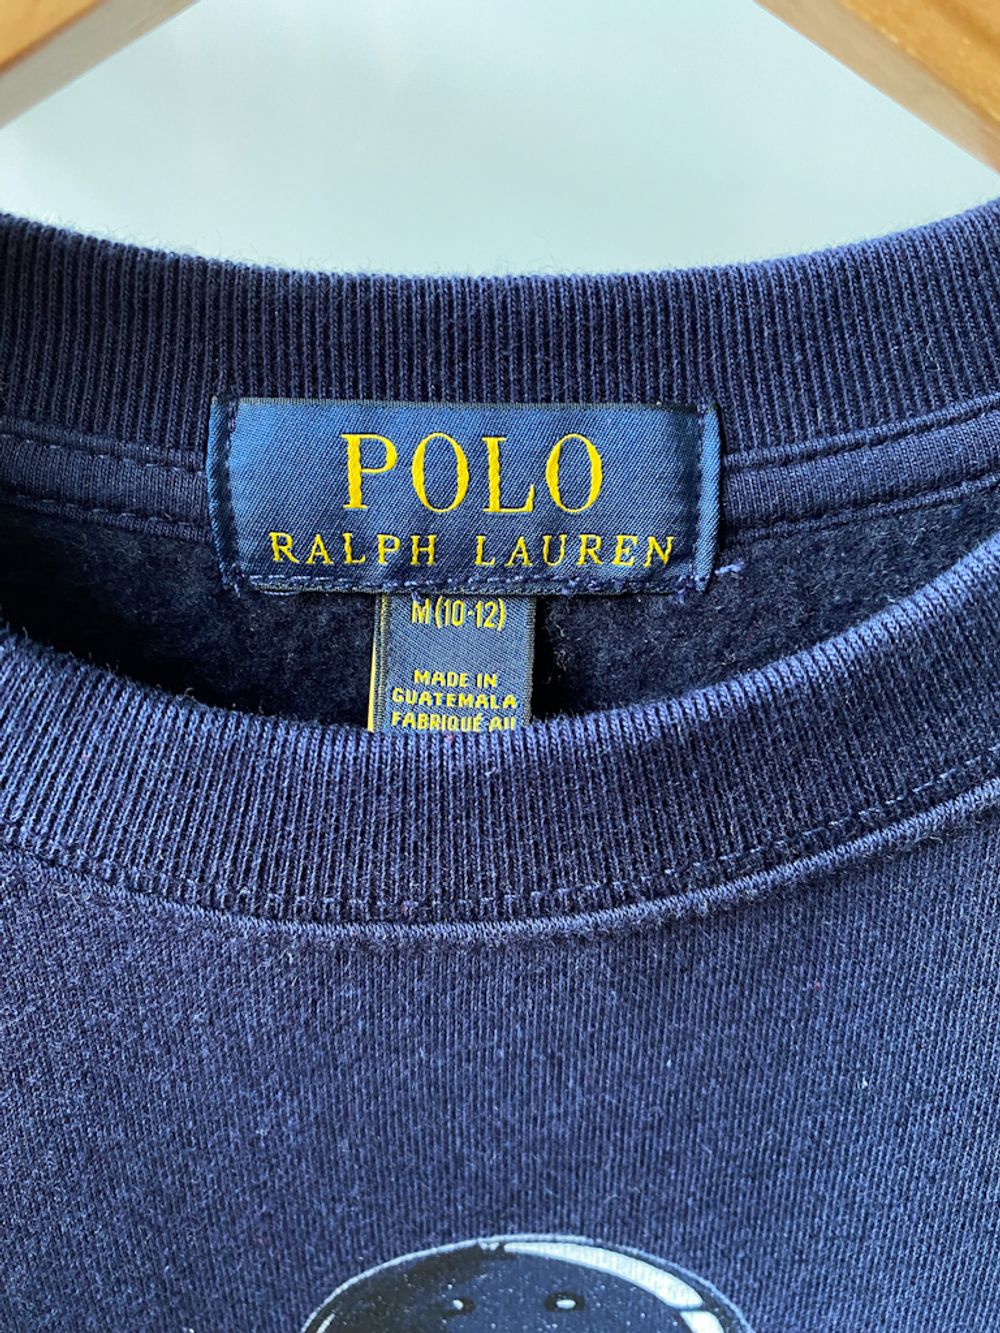 POLO
RALPH LAUREN
M (10-12)
MADE IN
GUATEMALA
FABRIQUÉ AU